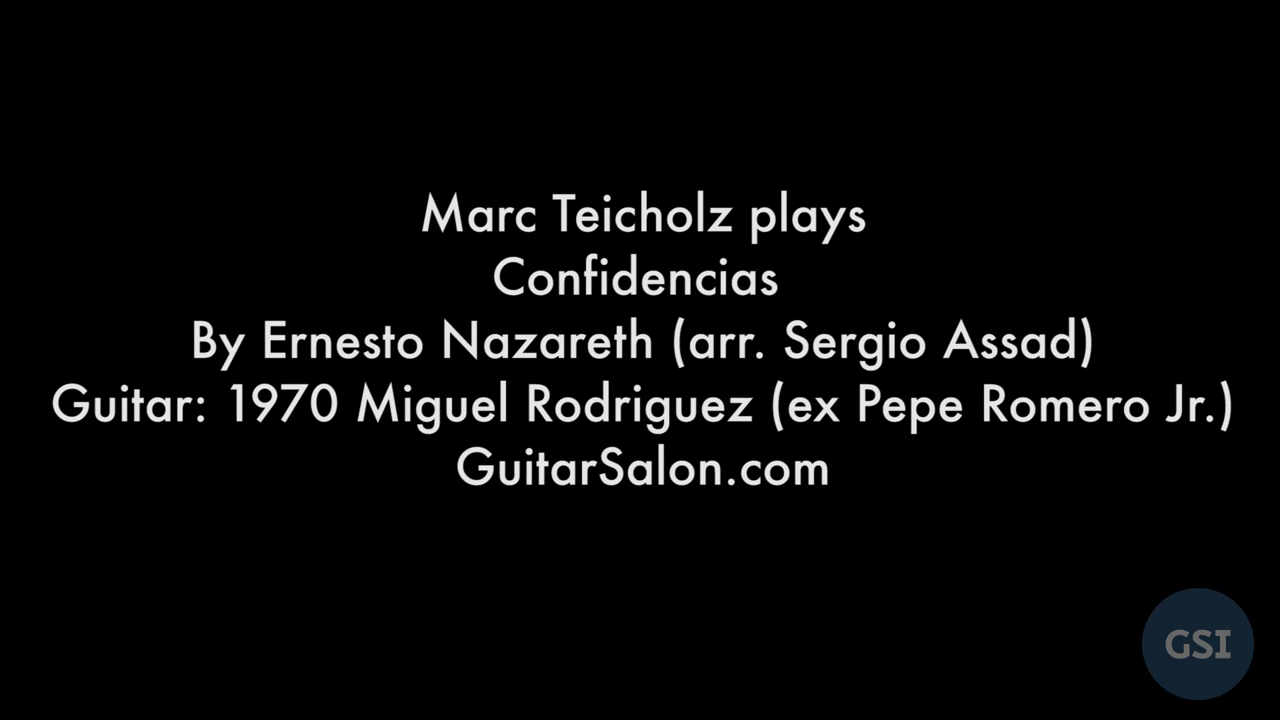 Marc Teicholz plays
Confidencias
By Ernesto Nazareth (arr. Sergio Assad)
Guitar: 1970 Miguel Rodriguez (ex Pepe Romero Jr.)
GuitarSalon.com
GSI